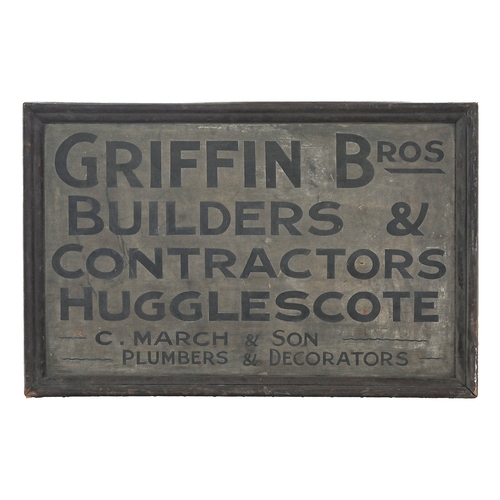 GRIFFIN BROS
BUILDERS &
CONTRACTORS
HUGGLESCOTE
C. MARCH & SON
PLUMBERS & DECORATORS